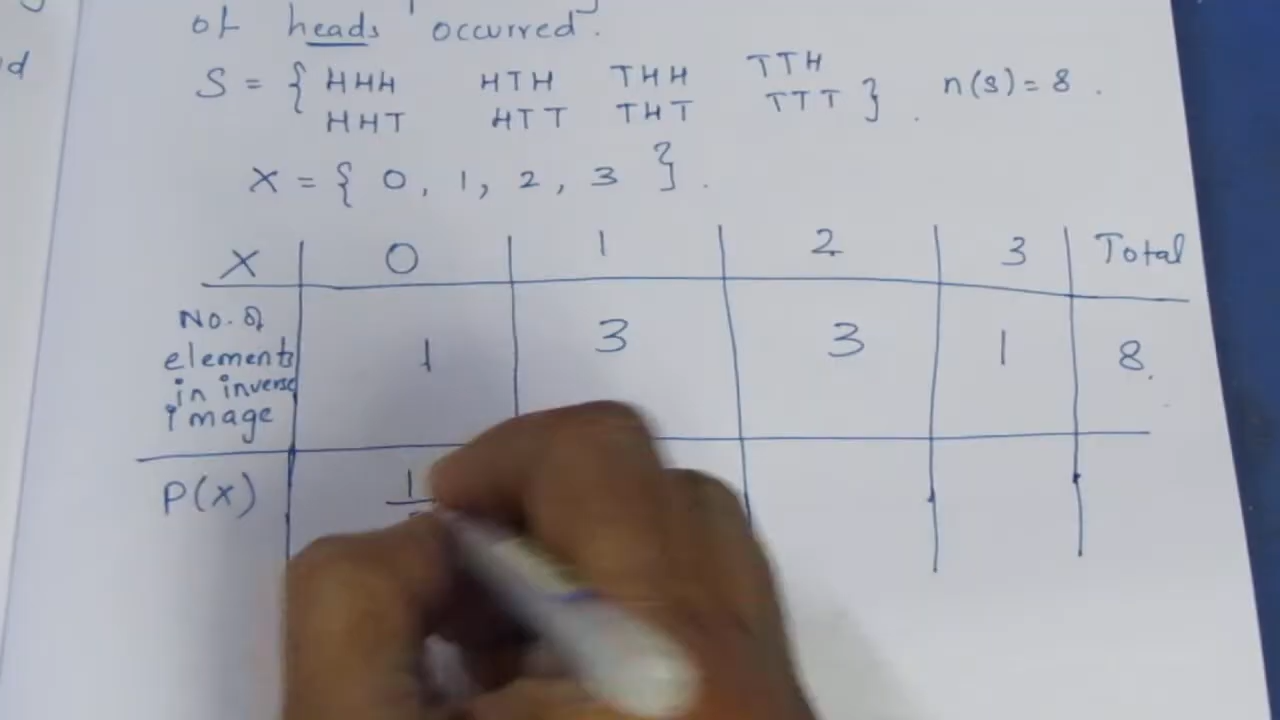 of heads occurred.
S = { HHH HTH THH TTH
HHT HTT THT TTT } . n(s) = 8 .
X = { 0, 1, 2, 3 } .
X 0 1 2 3 Total
No. of elements in inverse image 1 3 3 1 8.
P(x) 1